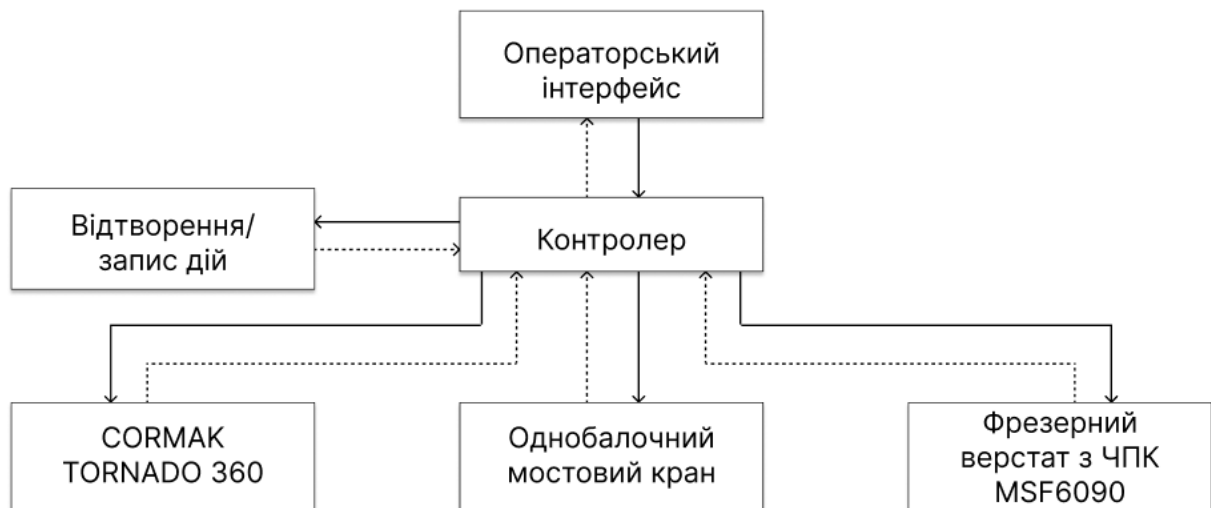 Операторський
інтерфейс
Відтворення/
запис дій
Контролер
CORMAK
TORNADO 360
Однобалочний
мостовий кран
Фрезерний
верстат з ЧПК
MSF6090